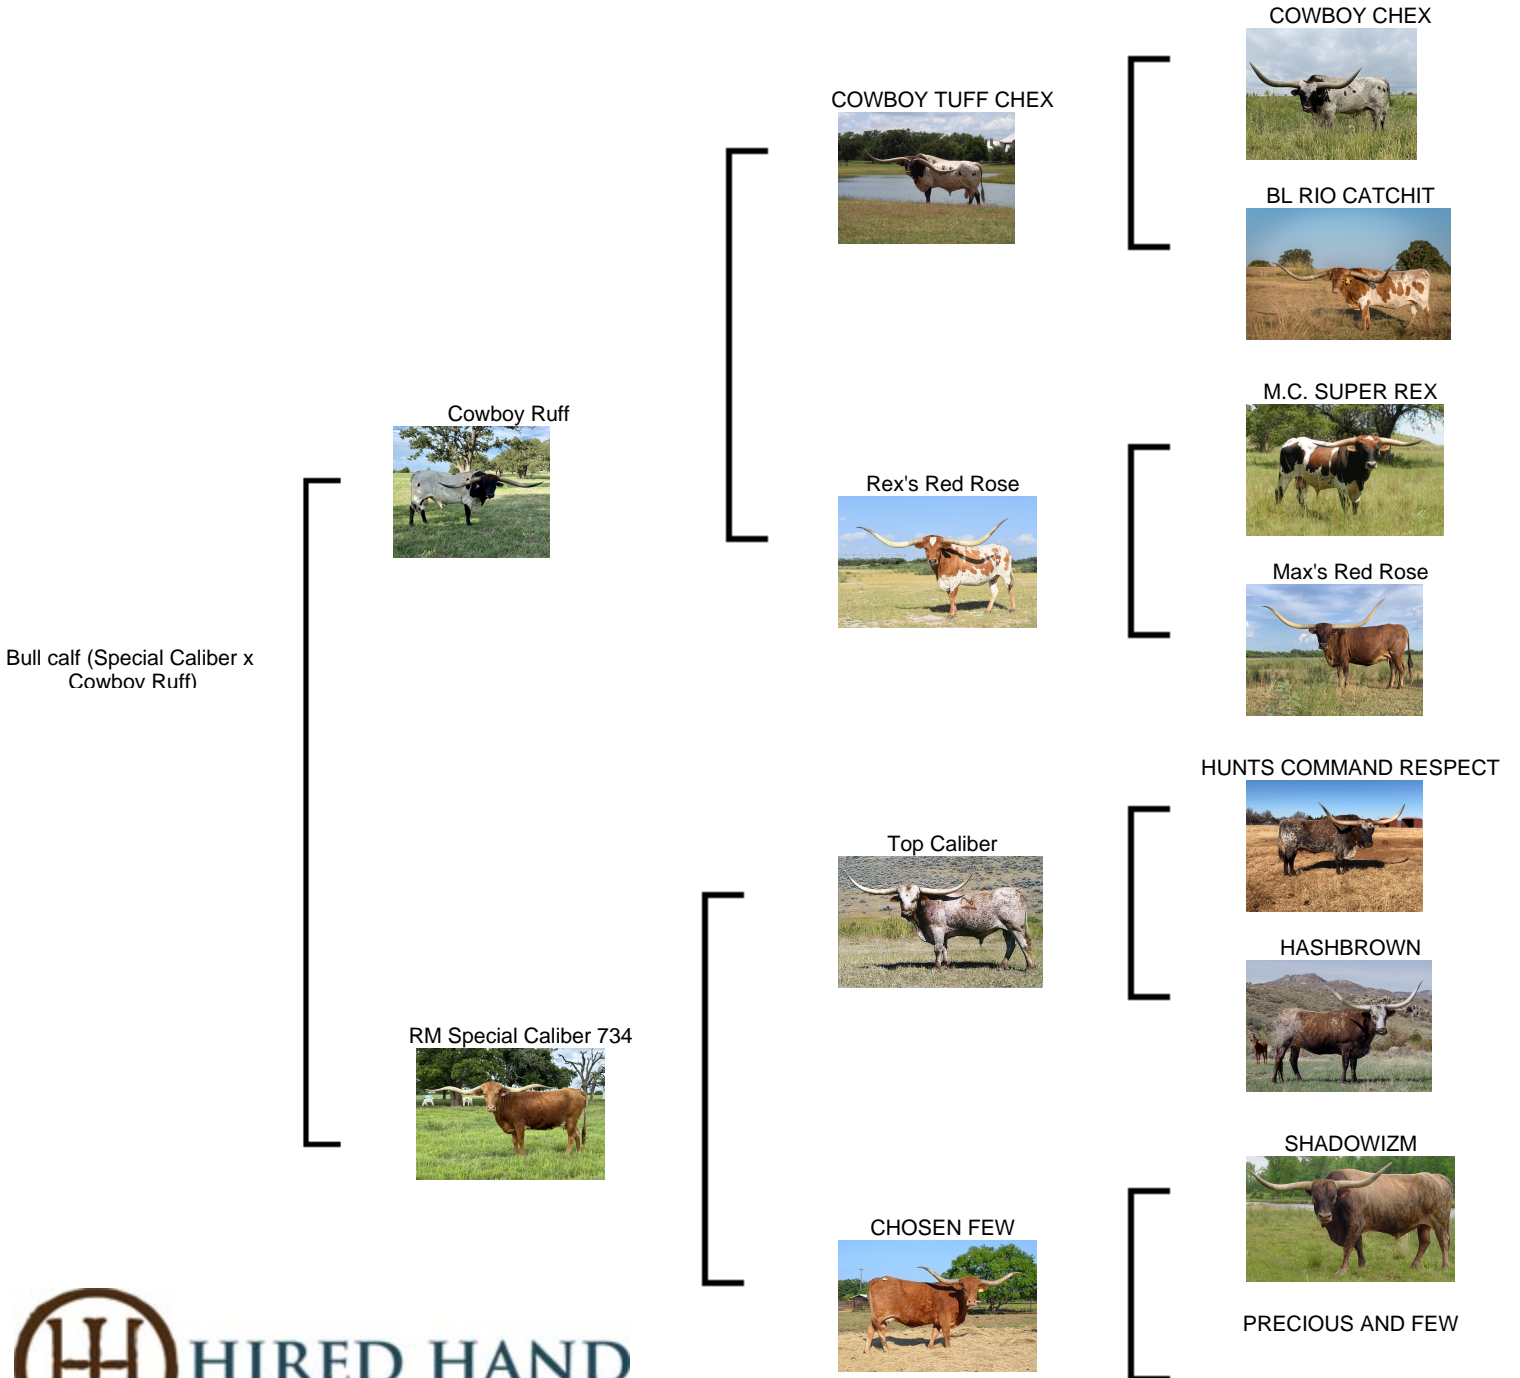 COWBOY CHEX
COWBOY TUFF CHEX
BL RIO CATCHIT
M.C. SUPER REX
Cowboy Ruff
Rex's Red Rose
Max's Red Rose
Bull calf (Special Caliber x
Cowboy Ruff)
HUNTS COMMAND RESPECT
Top Caliber
HASHBROWN
RM Special Caliber 734
SHADOWIZM
CHOSEN FEW
PRECIOUS AND FEW
HIRED HAND